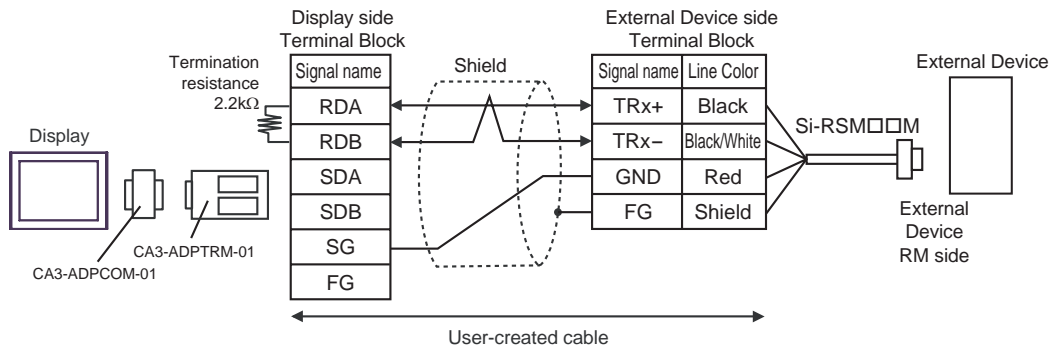 Display side
Terminal Block
External Device side
Terminal Block
External Device
Termination
resistance
2.2kΩ
Signal name
Shield
Signal name
Line Color
RDA
TRx+
Black
RDB
TRx−
Black/White
Si-RSM□□M
Display
SDA
GND
Red
SDB
FG
Shield
SG
FG
External
Device
RM side
CA3-ADPTRM-01
CA3-ADPCOM-01
User-created cable